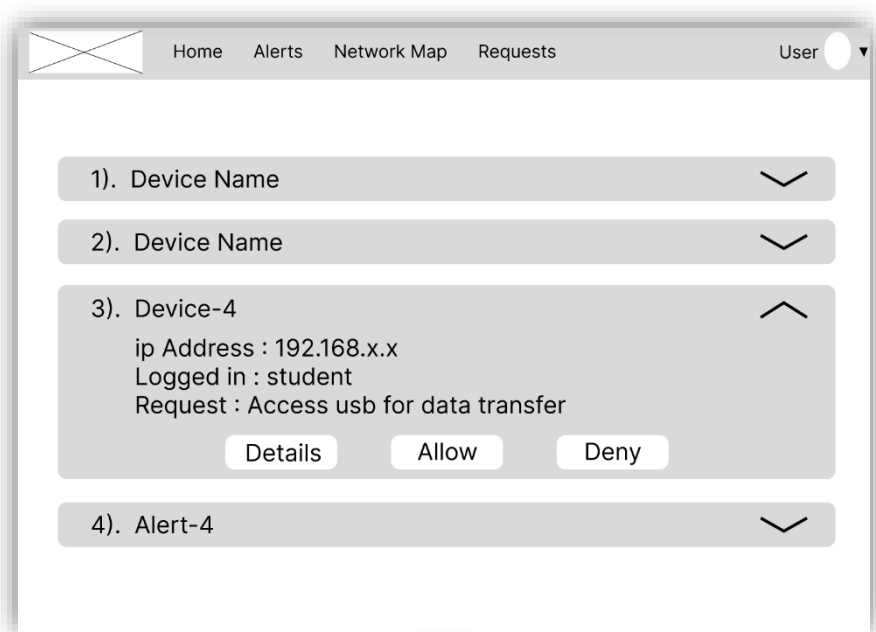 Home Alerts Network Map Requests User
1). Device Name
2). Device Name
3). Device-4
ip Address : 192.168.x.x
Logged in : student
Request : Access usb for data transfer
Details Allow Deny
4). Alert-4